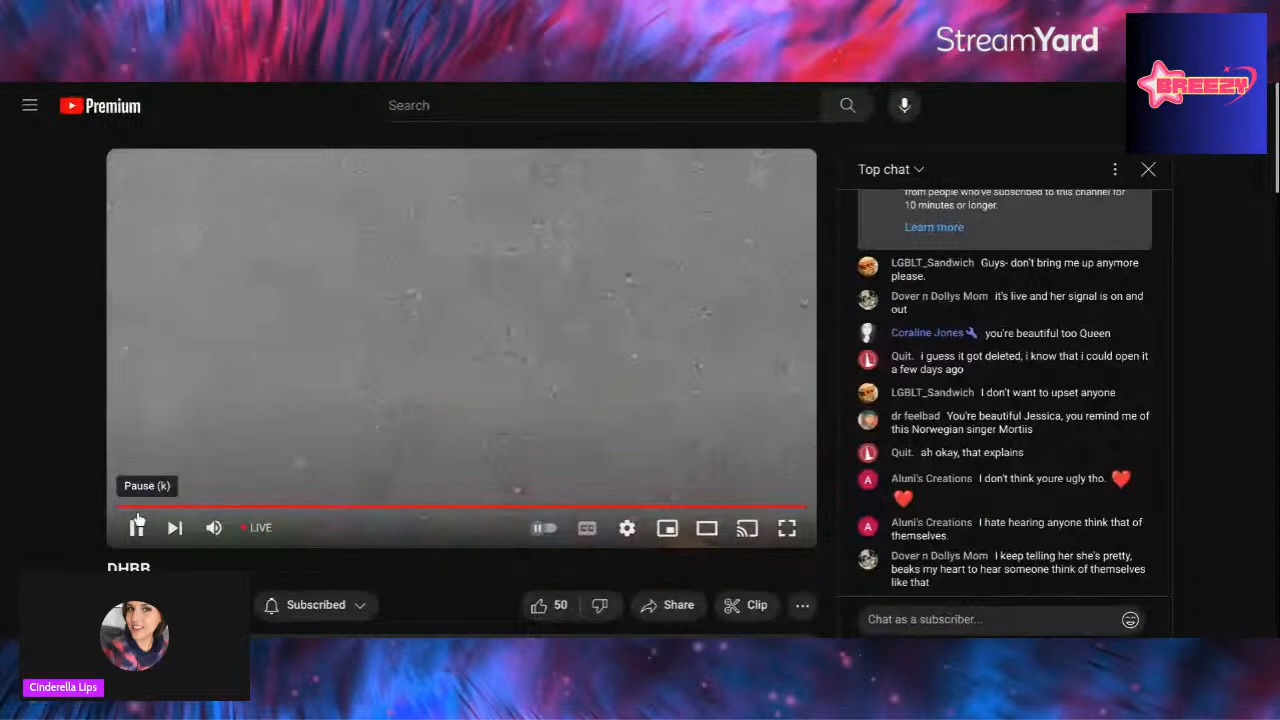 StreamYard
BREEZY
Premium
Search
Top chat
from people who've subscribed to this channel for
10 minutes or longer.
Learn more
LGBLT_Sandwich Guys- don't bring me up anymore
please.
Dover n Dollys Mom it's live and her signal is on and
out
Coraline Jones you're beautiful too Queen
Quit. i guess it got deleted, i know that i could open it
a few days ago
LGBLT_Sandwich I don't want to upset anyone
dr feelbad You're beautiful Jessica, you remind me of
this Norwegian singer Mortiis
Quit. ah okay, that explains
Aluni's Creations I don't think youre ugly tho.
Aluni's Creations I hate hearing anyone think that of
themselves.
Dover n Dollys Mom I keep telling her she's pretty,
beaks my heart to hear someone think of themselves
like that
Chat as a subscriber...
Pause (k)
LIVE
CC
DHBB
Subscribed
50
Share
Clip
Cinderella Lips